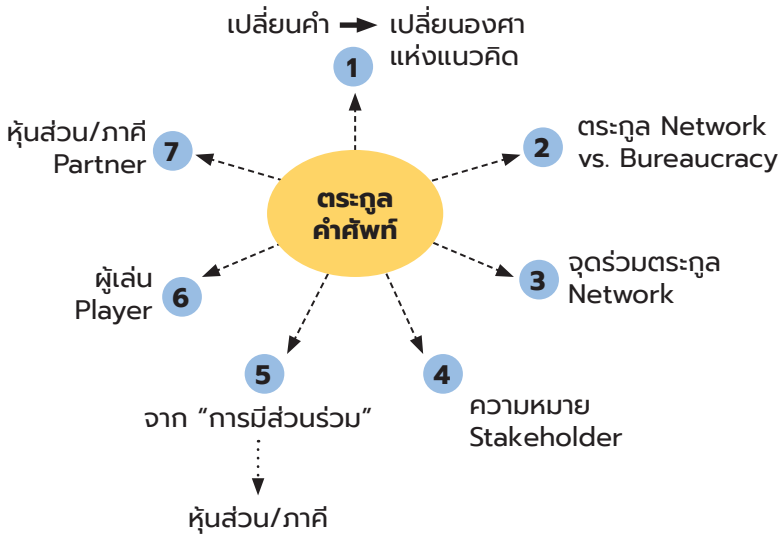 เปลี่ยนคำ → เปลี่ยนองศา
แห่งแนวคิด
1
หุ้นส่วน/ภาคี
Partner
7
2
ตระกูล Network
vs. Bureaucracy
ตระกูล
คำศัพท์
ผู้เล่น
Player
6
3
จุดร่วมตระกูล
Network
5
จาก “การมีส่วนร่วม”
หุ้นส่วน/ภาคี
4
ความหมาย
Stakeholder